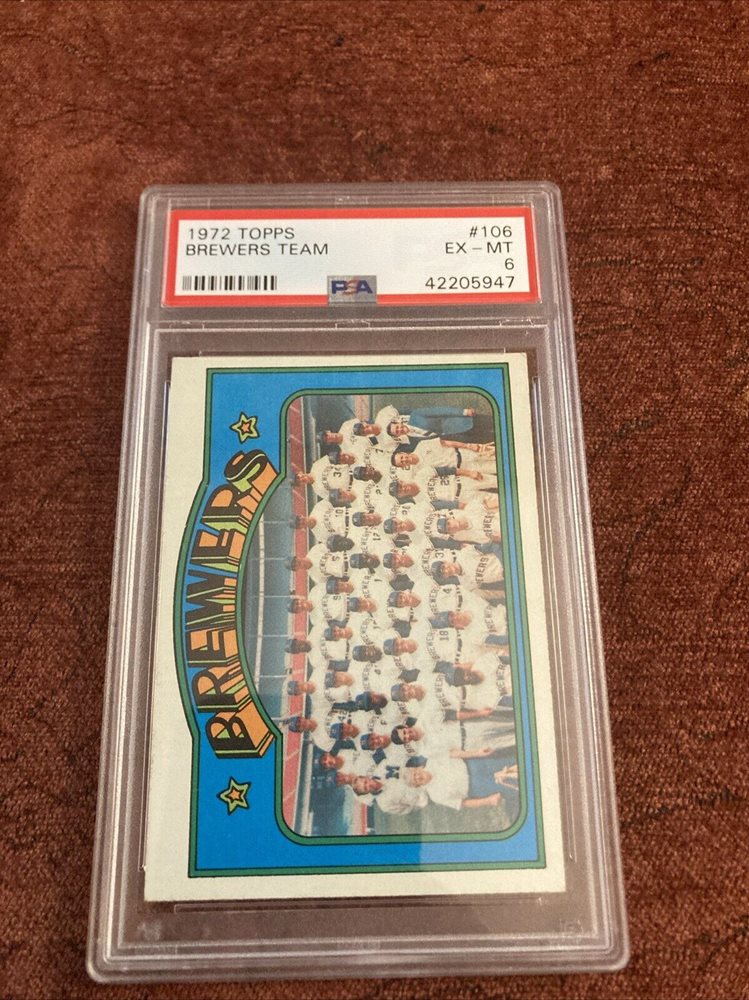 1972 TOPPS #106
BREWERS TEAM EX - MT
6
PSA 42205947
BREWERS